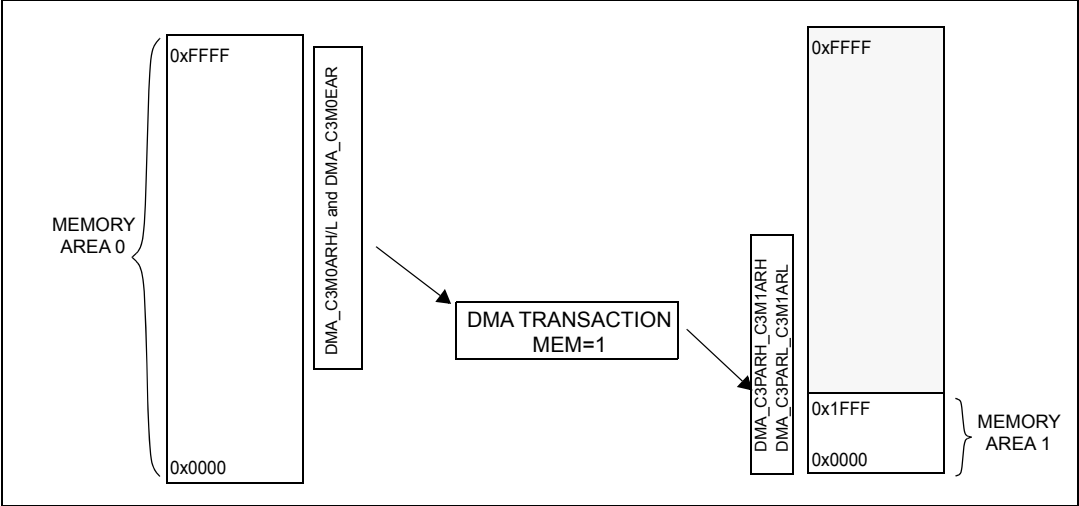 0xFFFF
DMA_C3M0ARH/L and DMA_C3M0EAR
MEMORY
AREA 0
0x0000
DMA TRANSACTION
MEM=1
DMA_C3PARH_C3M1ARH
DMA_C3PARL_C3M1ARL
0xFFFF
0x1FFF
0x0000
MEMORY
AREA 1